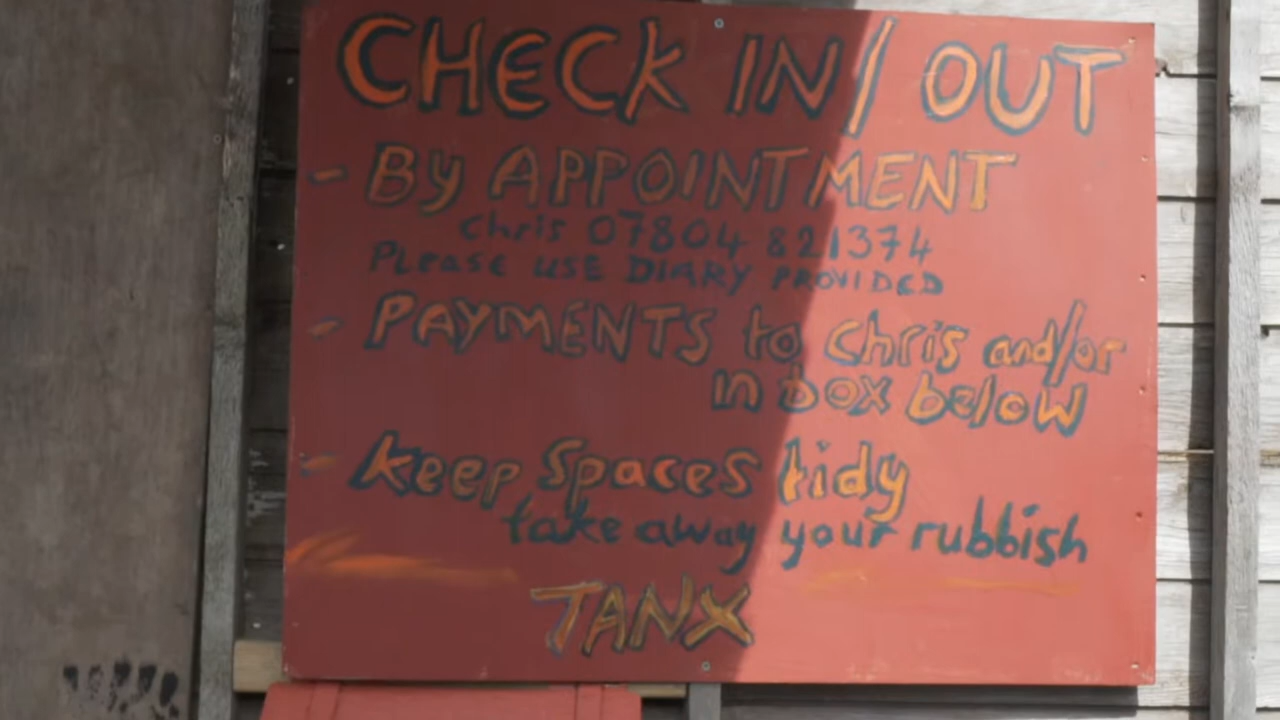 CHECK IN/ OUT
- BY APPOINTMENT
Chris 07804 821374
PLEASE USE DIARY PROVIDED
- PAYMENTS to Chris and/or
in box below
- keep spaces tidy
take away your rubbish
TANX